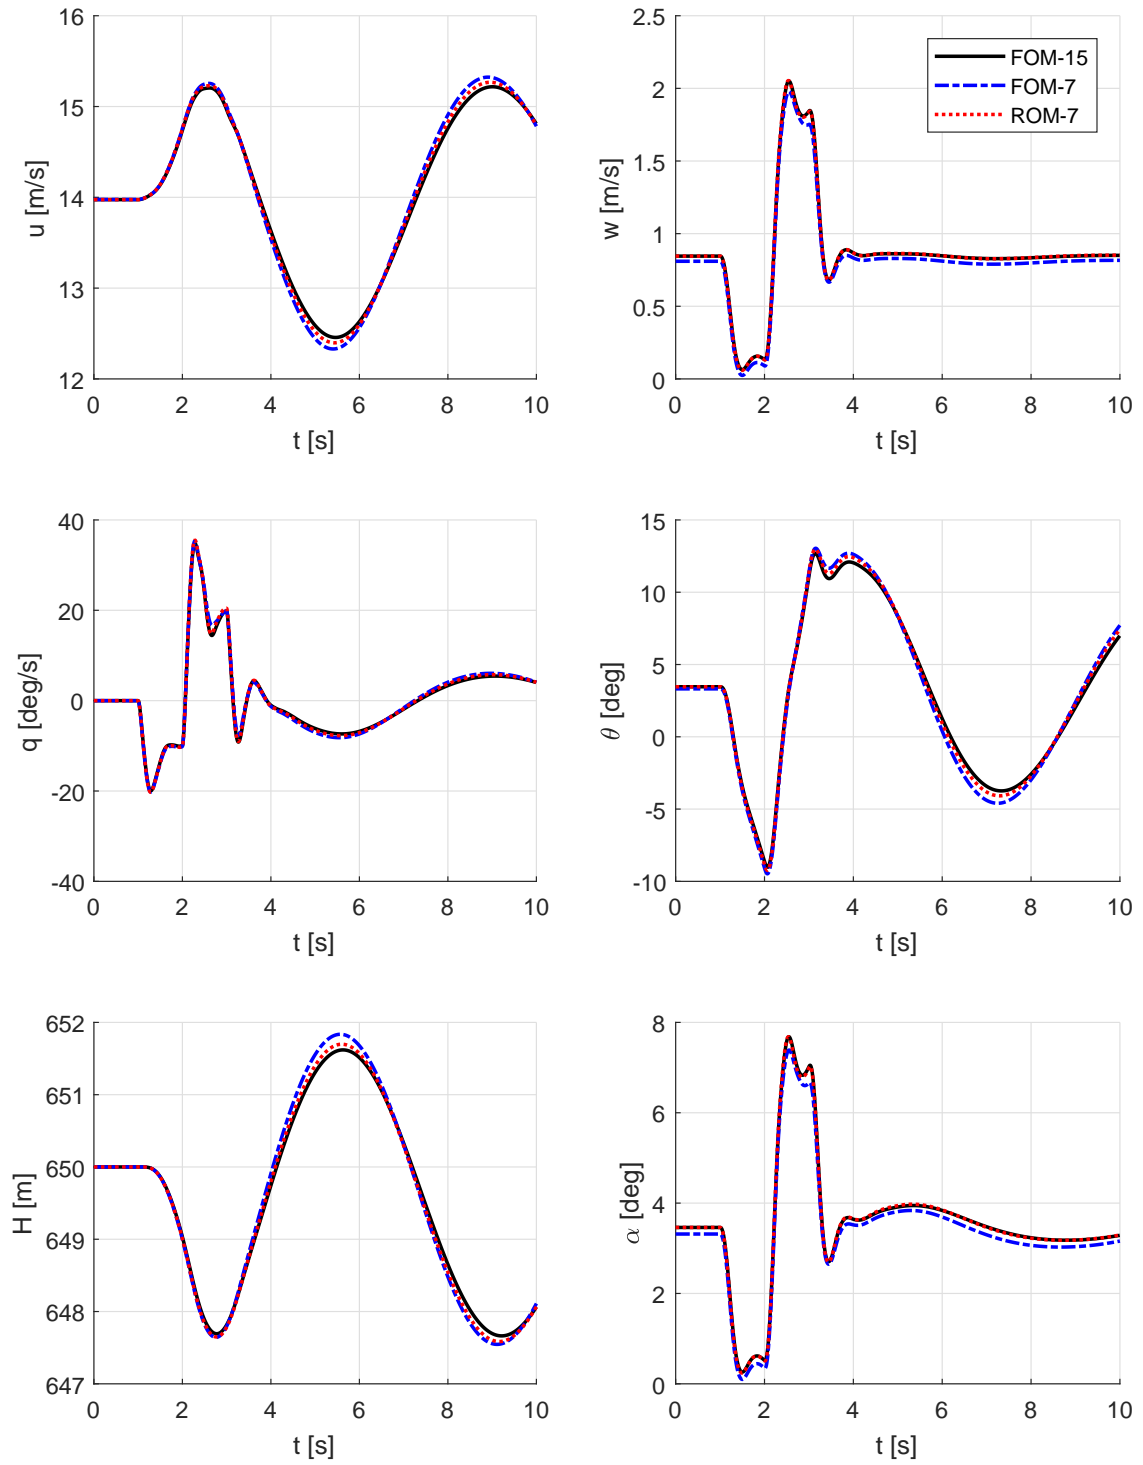 16
15
14
13
12
u [m/s]
0 2 4 6 8 10
t [s]
2.5
2
1.5
1
0.5
0
w [m/s]
FOM-15
FOM-7
ROM-7
0 2 4 6 8 10
t [s]
40
20
0
-20
-40
q [deg/s]
0 2 4 6 8 10
t [s]
15
10
5
0
-5
-10
θ [deg]
0 2 4 6 8 10
t [s]
652
651
650
649
648
647
H [m]
0 2 4 6 8 10
t [s]
8
6
4
2
0
α [deg]
0 2 4 6 8 10
t [s]